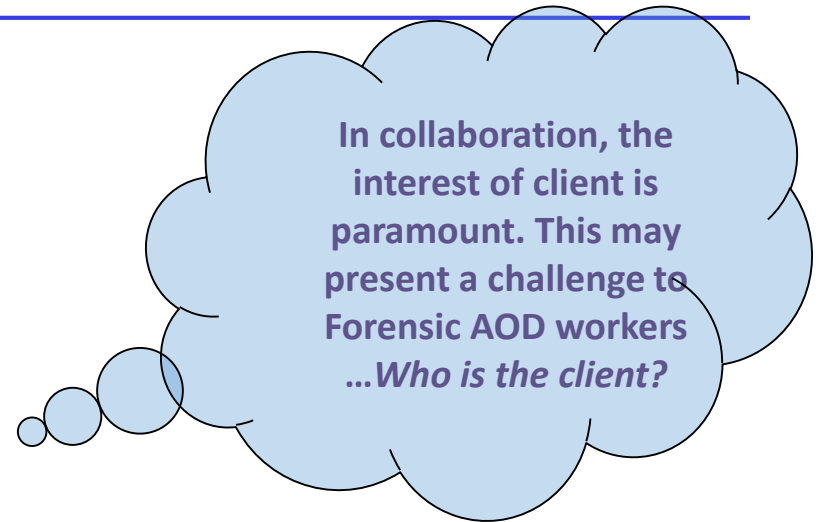 In collaboration, the
interest of client is
paramount. This may
present a challenge to
Forensic AOD workers
…Who is the client?